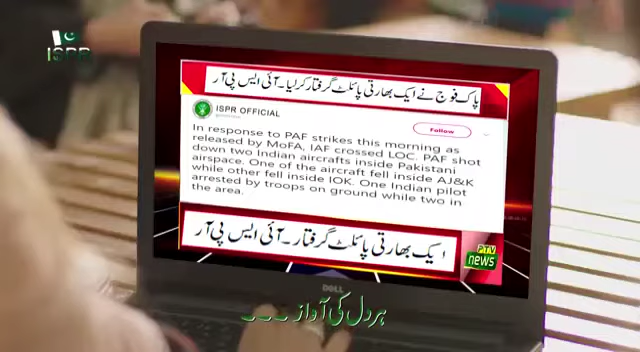 ISPR
پاک فوج نے ایک بھارتی پائلٹ گرفتار کرلیا۔ آئی ایس پی آر
ISPR OFFICIAL
Follow
In response to PAF strikes this morning as
released by MoFA, IAF crossed LOC. PAF shot
down two Indian aircrafts inside Pakistani
airspace. One of the aircraft fell inside AJ&K
while other fell inside IOK. One Indian pilot
arrested by troops on ground while two in
the area.
ایک بھارتی پائلٹ گرفتار۔ آئی ایس پی آر
PTV
news
DELL
ہر دل کی آواز ۔۔۔